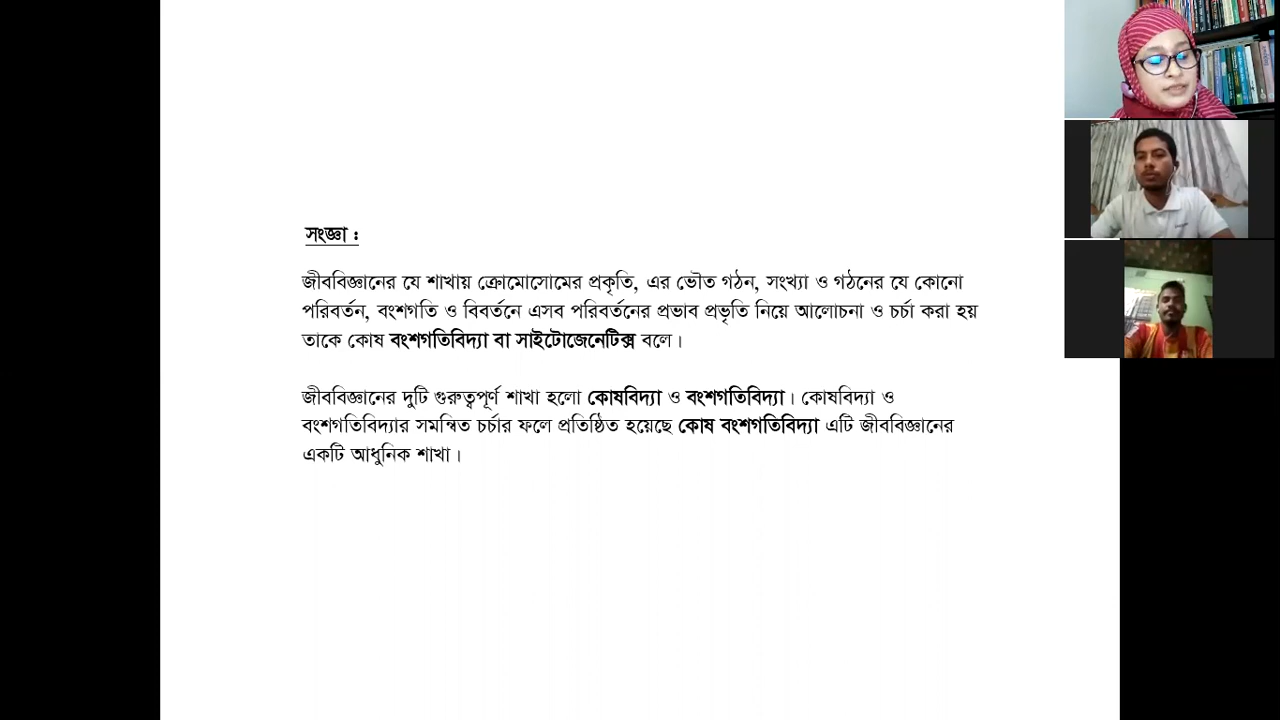 সংজ্ঞা :
জীববিজ্ঞানের যে শাখায় ক্রোমোসোমের প্রকৃতি, এর ভৌত গঠন, সংখ্যা ও গঠনের যে কোনো
পরিবর্তন, বংশগতি ও বিবর্তনে এসব পরিবর্তনের প্রভাব প্রভৃতি নিয়ে আলোচনা ও চর্চা করা হয়
তাকে কোষ বংশগতিবিদ্যা বা সাইটোজেনেটিক্স বলে।
জীববিজ্ঞানের দুটি গুরুত্বপূর্ণ শাখা হলো কোষবিদ্যা ও বংশগতিবিদ্যা। কোষবিদ্যা ও
বংশগতিবিদ্যার সমন্বিত চর্চার ফলে প্রতিষ্ঠিত হয়েছে কোষ বংশগতিবিদ্যা এটি জীববিজ্ঞানের
একটি আধুনিক শাখা।